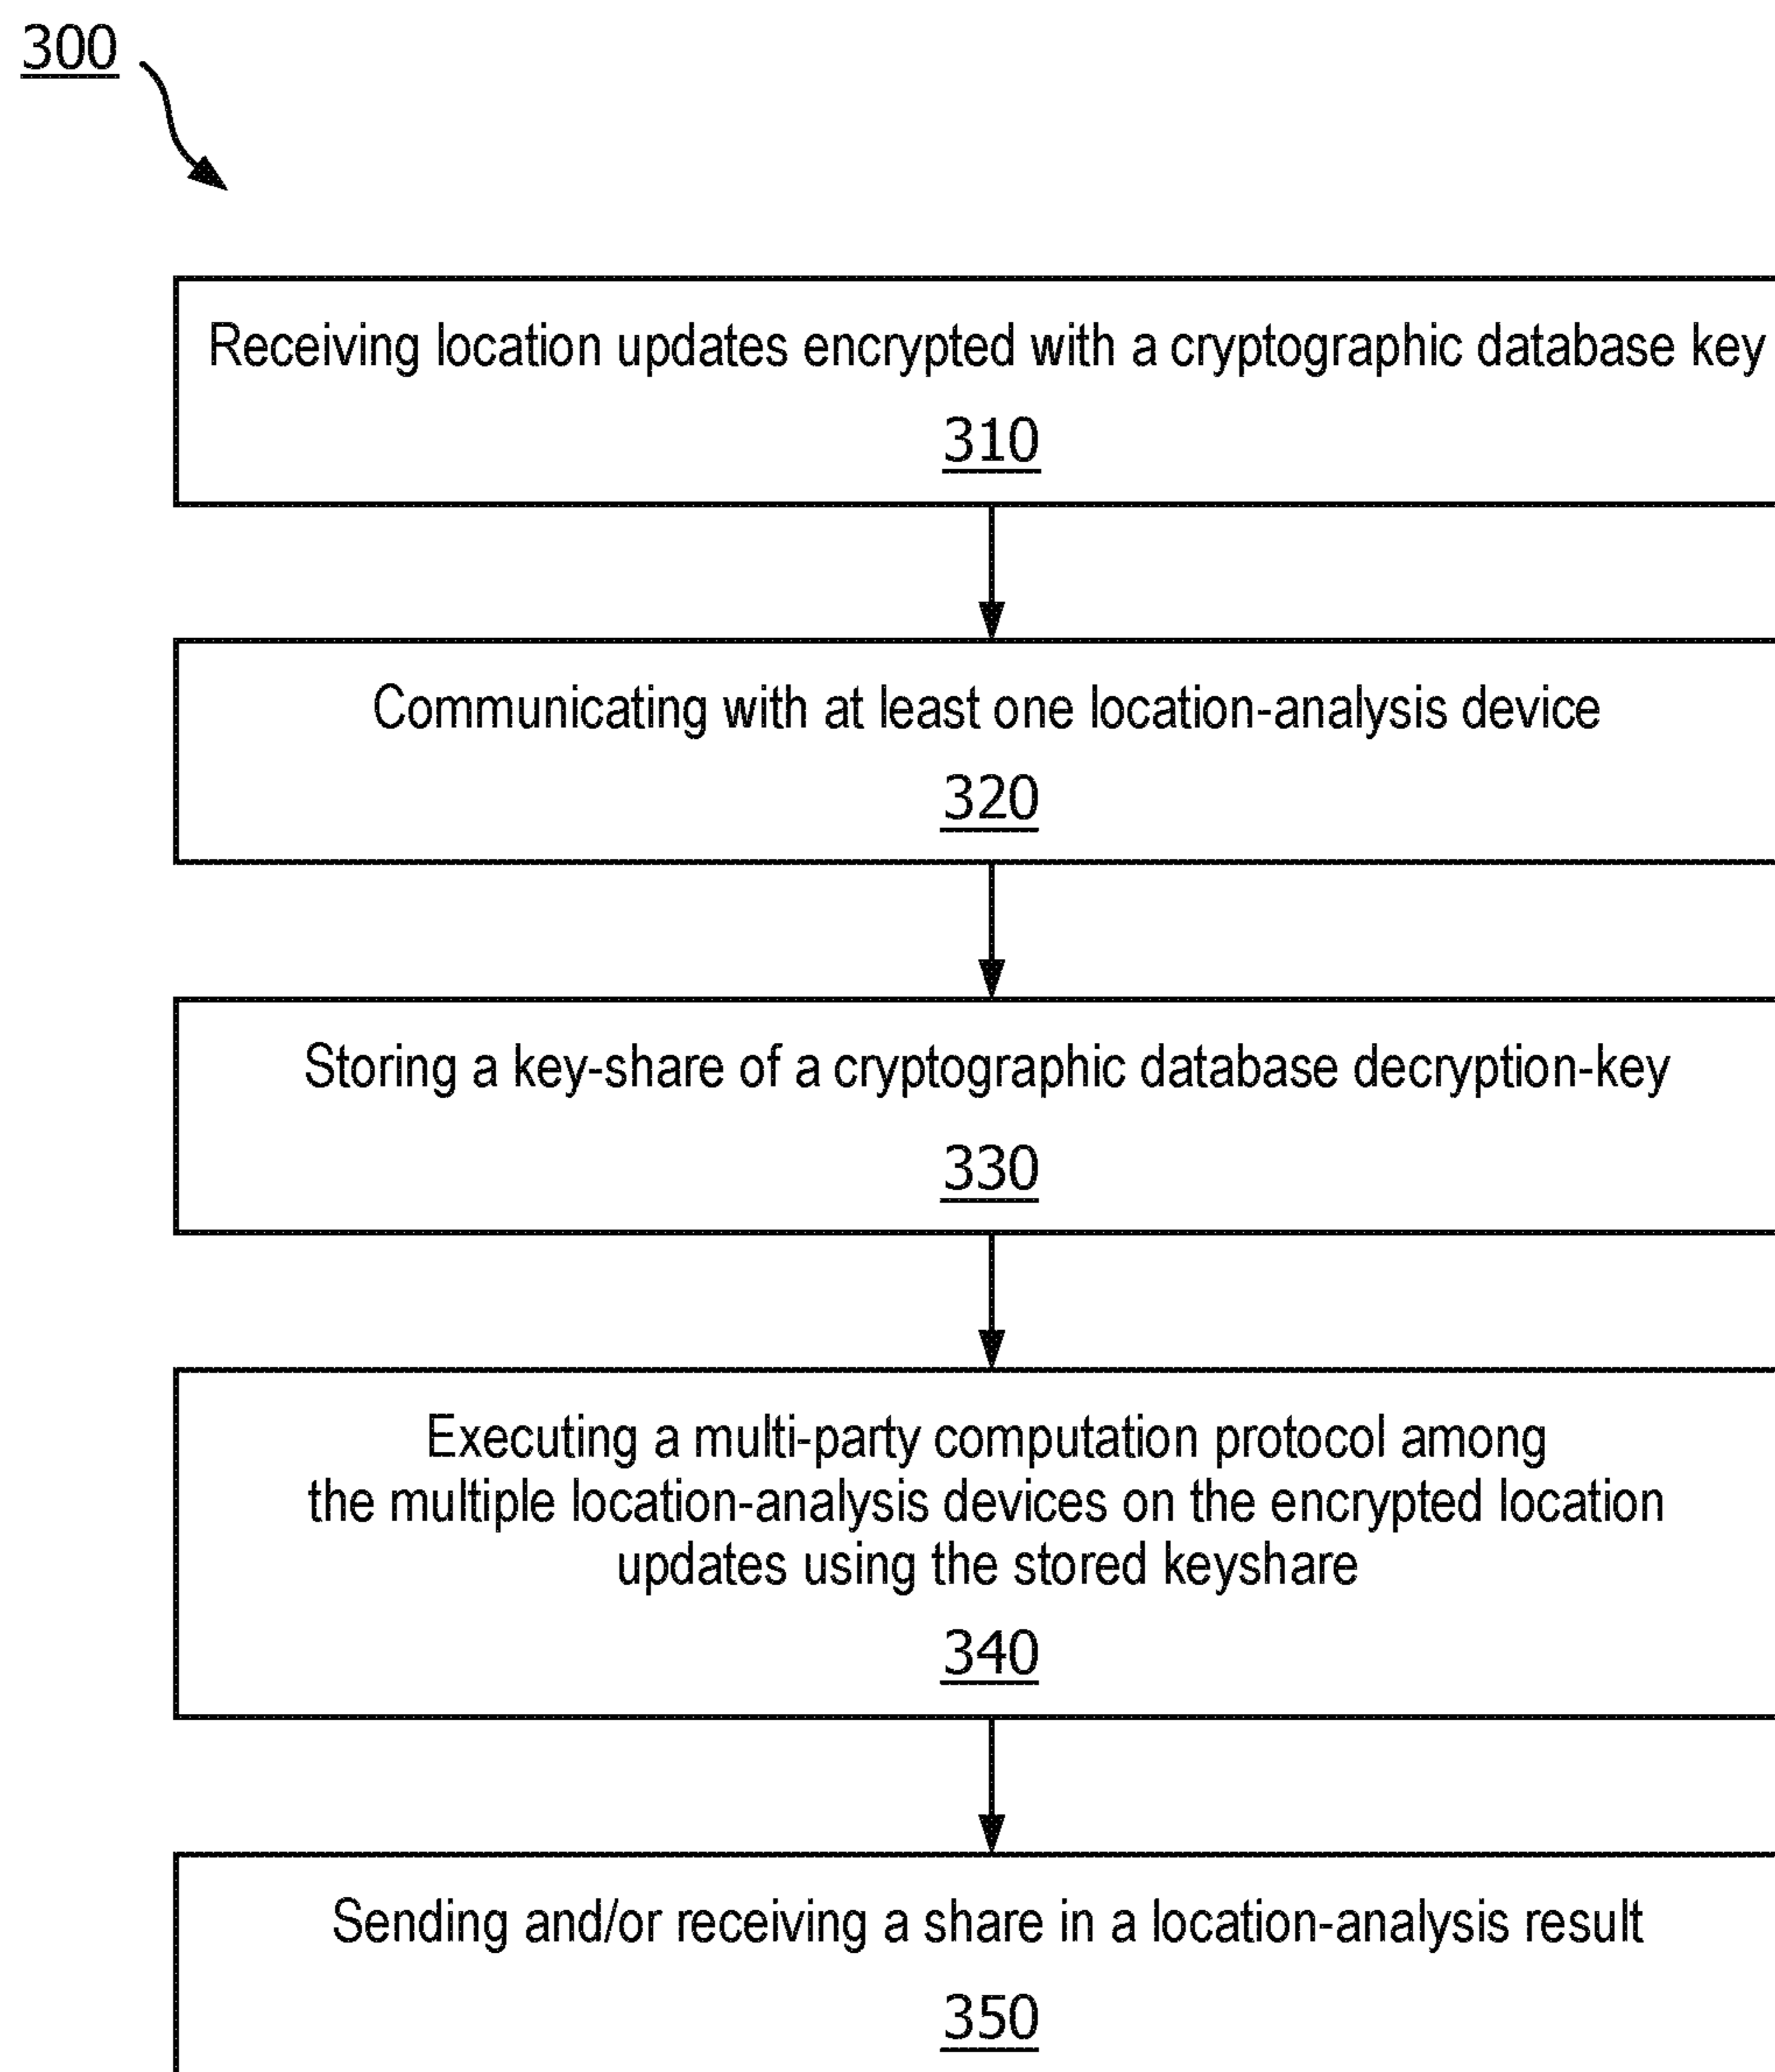 300
Receiving location updates encrypted with a cryptographic database key
310
Communicating with at least one location-analysis device
320
Storing a key-share of a cryptographic database decryption-key
330
Executing a multi-party computation protocol among
the multiple location-analysis devices on the encrypted location
updates using the stored keyshare
340
Sending and/or receiving a share in a location-analysis result
350